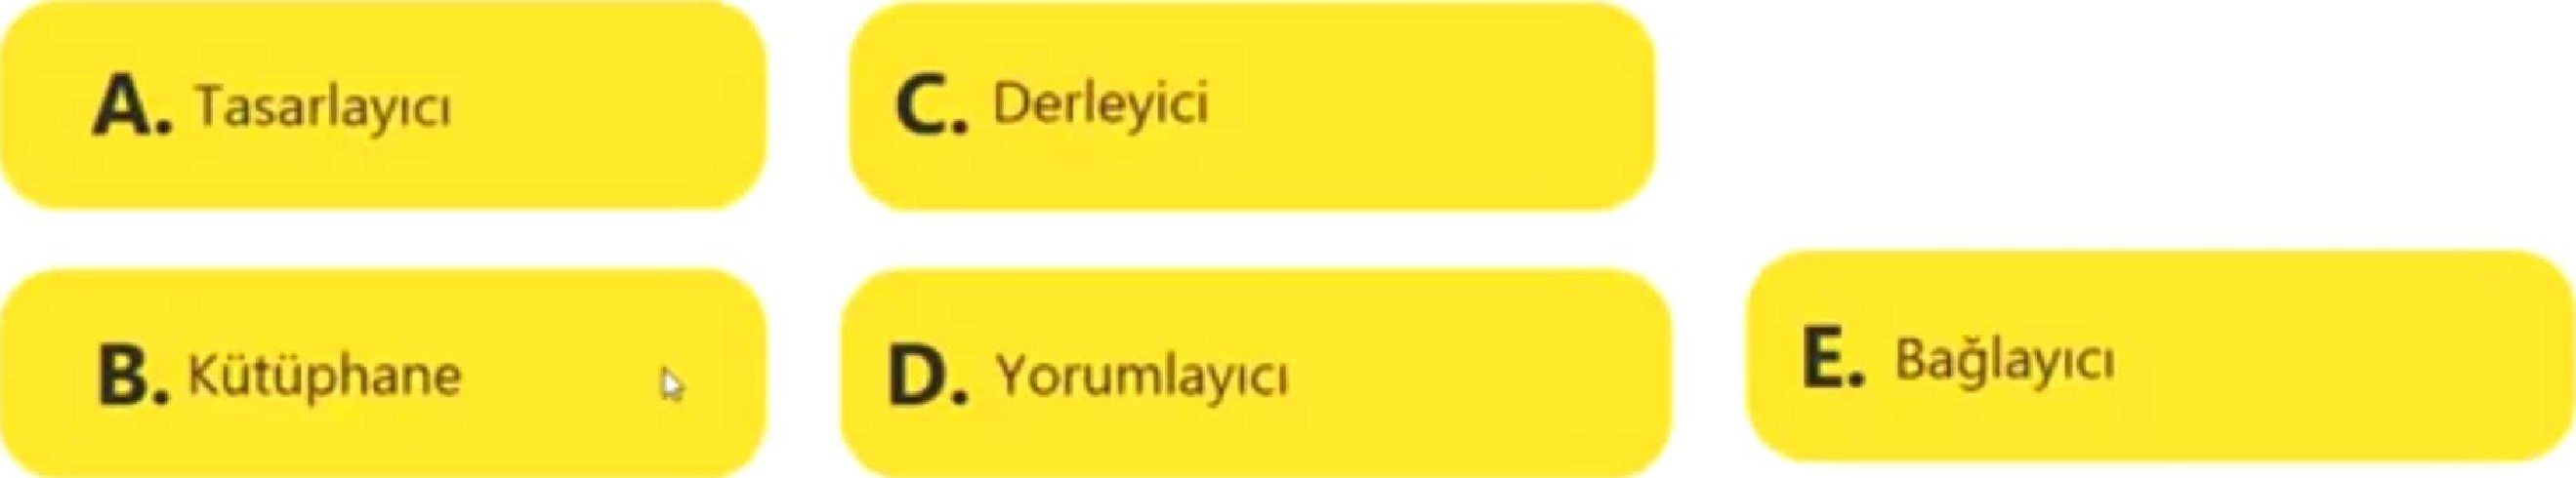 A. Tasarlayıcı
B. Kütüphane
C. Derleyici
D. Yorumlayıcı
E. Bağlayıcı